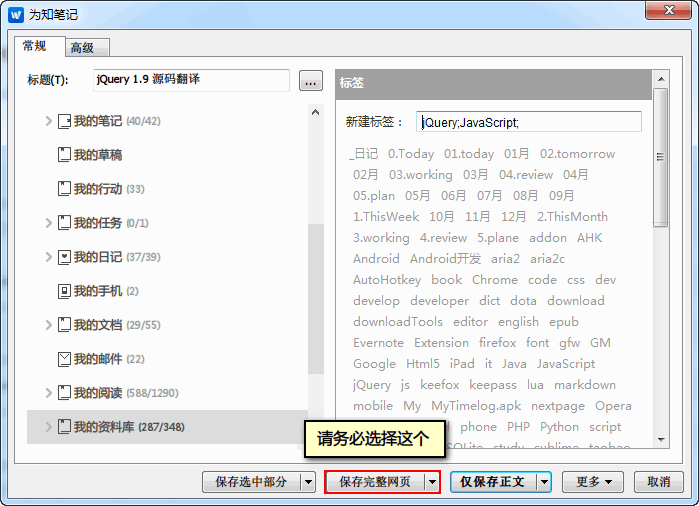 为知笔记
常规 高级
标题(T): jQuery 1.9 源码翻译 ...
我的笔记 (40/42)
我的草稿
我的行动 (33)
我的任务 (0/1)
我的日记 (37/39)
我的手机 (2)
我的文档 (29/55)
我的邮件 (22)
我的阅读 (588/1290)
我的资料库 (287/348)
标签
新建标签： jQuery;JavaScript;
_日记 0.Today 01.today 01月 02.tomorrow
02月 03.working 03月 04.review 04月
05.plan 05月 06月 07月 08月 09月
1.ThisWeek 10月 11月 12月 2.ThisMonth
3.working 4.review 5.plane addon AHK
Android Android开发 aria2 aria2c
AutoHotkey book Chrome code css dev
develop developer dict dota download
downloadTools editor english epub
Evernote Extension firefox font gfw GM
Google Html5 iPad it Java JavaScript
jQuery js keefox keepass lua markdown
mobile My MyTimelog.apk nextpage Opera
phone PHP Python script
study sublime taobao
请务必选择这个
保存选中部分 保存完整网页 仅保存正文 更多 取消